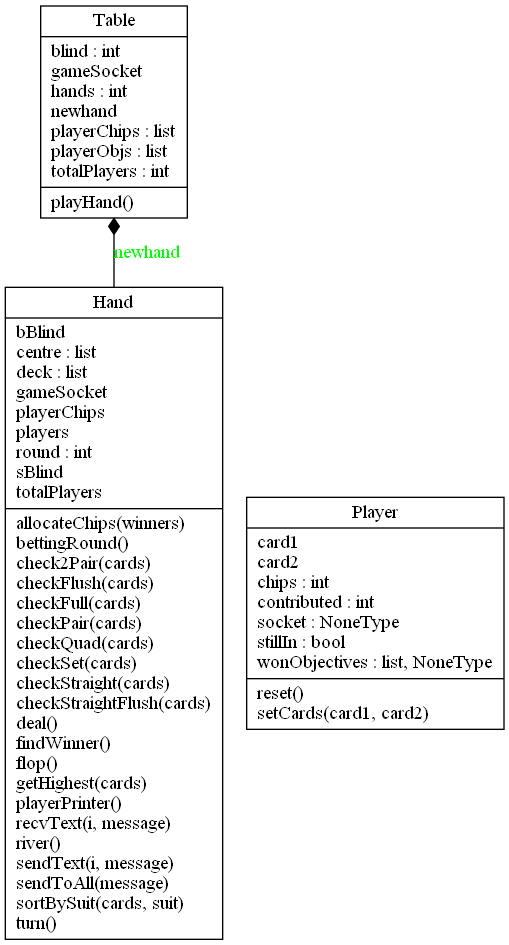 Table
blind : int
gameSocket
hands : int
newhand
playerChips : list
playerObjs : list
totalPlayers : int
playHand()
newhand
Hand
bBlind
centre : list
deck : list
gameSocket
playerChips
players
round : int
sBlind
totalPlayers
allocateChips(winners)
bettingRound()
check2Pair(cards)
checkFlush(cards)
checkFull(cards)
checkPair(cards)
checkQuad(cards)
checkSet(cards)
checkStraight(cards)
checkStraightFlush(cards)
deal()
findWinner()
flop()
getHighest(cards)
playerPrinter()
recvText(i, message)
river()
sendText(i, message)
sendToAll(message)
sortBySuit(cards, suit)
turn()
Player
card1
card2
chips : int
contributed : int
socket : NoneType
stillIn : bool
wonObjectives : list, NoneType
reset()
setCards(card1, card2)